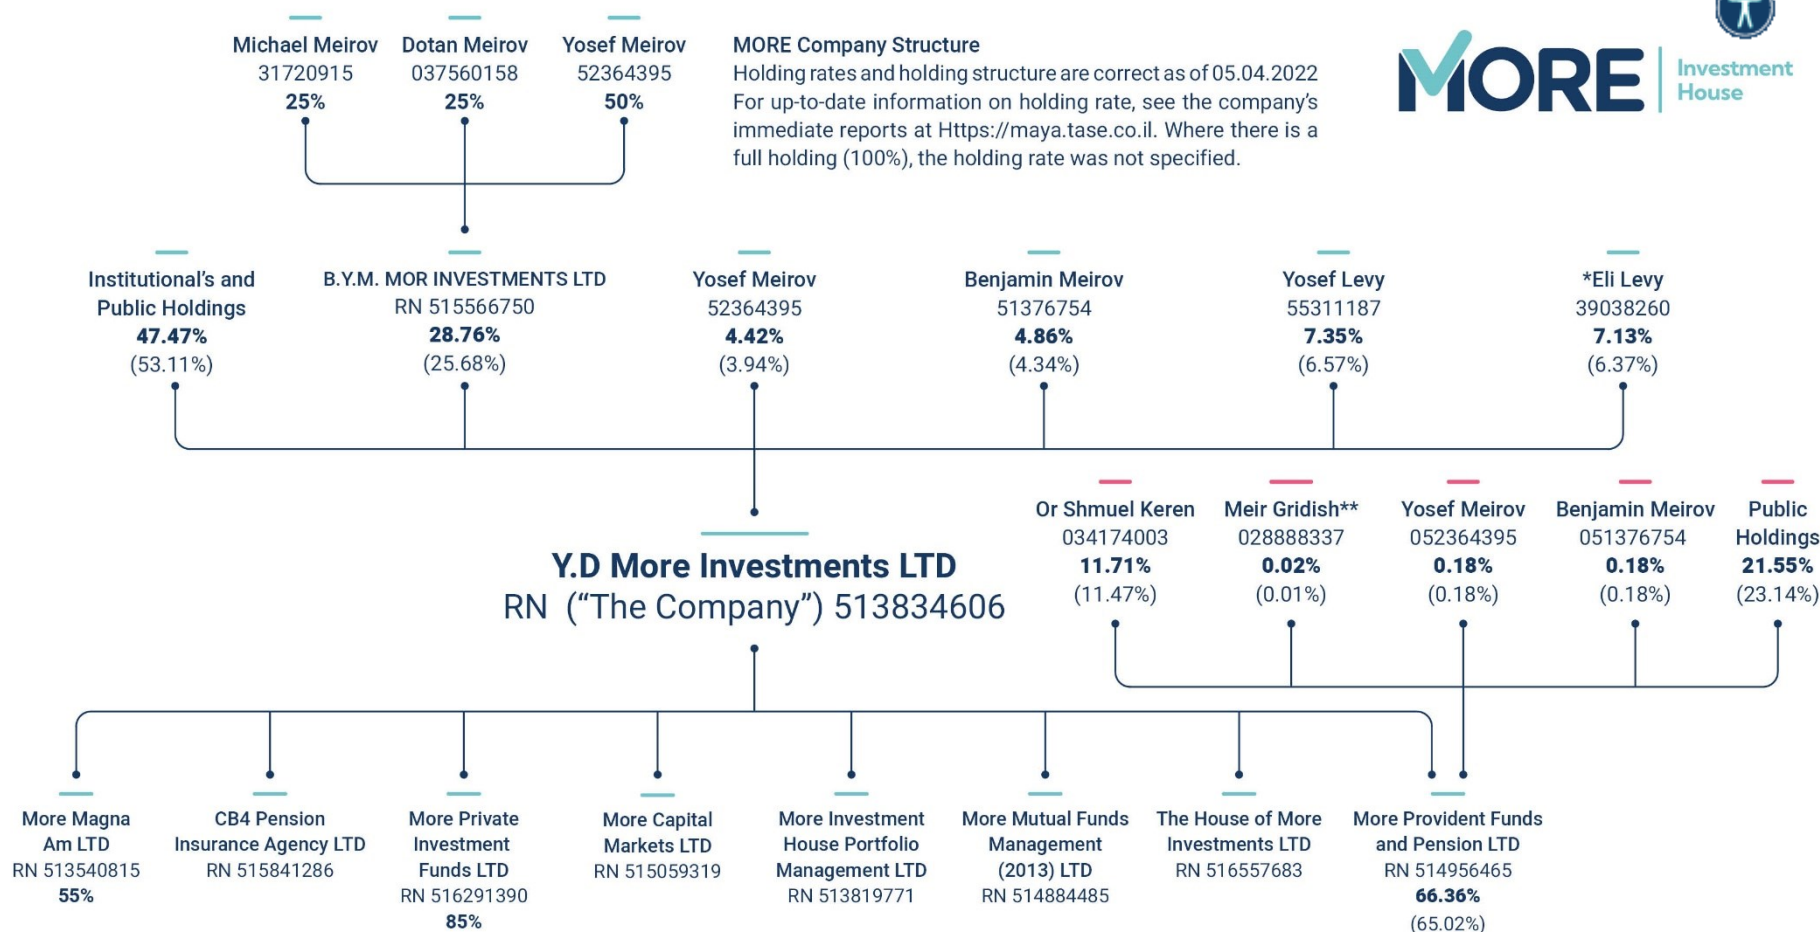 Michael Meirov
31720915
25%
Dotan Meirov
037560158
25%
Yosef Meirov
52364395
50%
MORE Company Structure
Holding rates and holding structure are correct as of 05.04.2022
For up-to-date information on holding rate, see the company's
immediate reports at Https://maya.tase.co.il. Where there is a
full holding (100%), the holding rate was not specified.
MORE
Investment
House
Institutional's and
Public Holdings
47.47%
(53.11%)
B.Y.M. MOR INVESTMENTS LTD
RN 515566750
28.76%
(25.68%)
Yosef Meirov
52364395
4.42%
(3.94%)
Benjamin Meirov
51376754
4.86%
(4.34%)
Yosef Levy
55311187
7.35%
(6.57%)
*Eli Levy
39038260
7.13%
(6.37%)
Or Shmuel Keren
034174003
11.71%
(11.47%)
Meir Gridish**
028888337
0.02%
(0.01%)
Yosef Meirov
052364395
0.18%
(0.18%)
Benjamin Meirov
051376754
0.18%
(0.18%)
Public
Holdings
21.55%
(23.14%)
Y.D More Investments LTD
RN (“The Company”) 513834606
More Magna
Am LTD
RN 513540815
55%
CB4 Pension
Insurance Agency LTD
RN 515841286
More Private
Investment
Funds LTD
RN 516291390
85%
More Capital
Markets LTD
RN 515059319
More Investment
House Portfolio
Management LTD
RN 513819771
More Mutual Funds
Management
(2013) LTD
RN 514884485
The House of More
Investments LTD
RN 516557683
More Provident Funds
and Pension LTD
RN 514956465
66.36%
(65.02%)